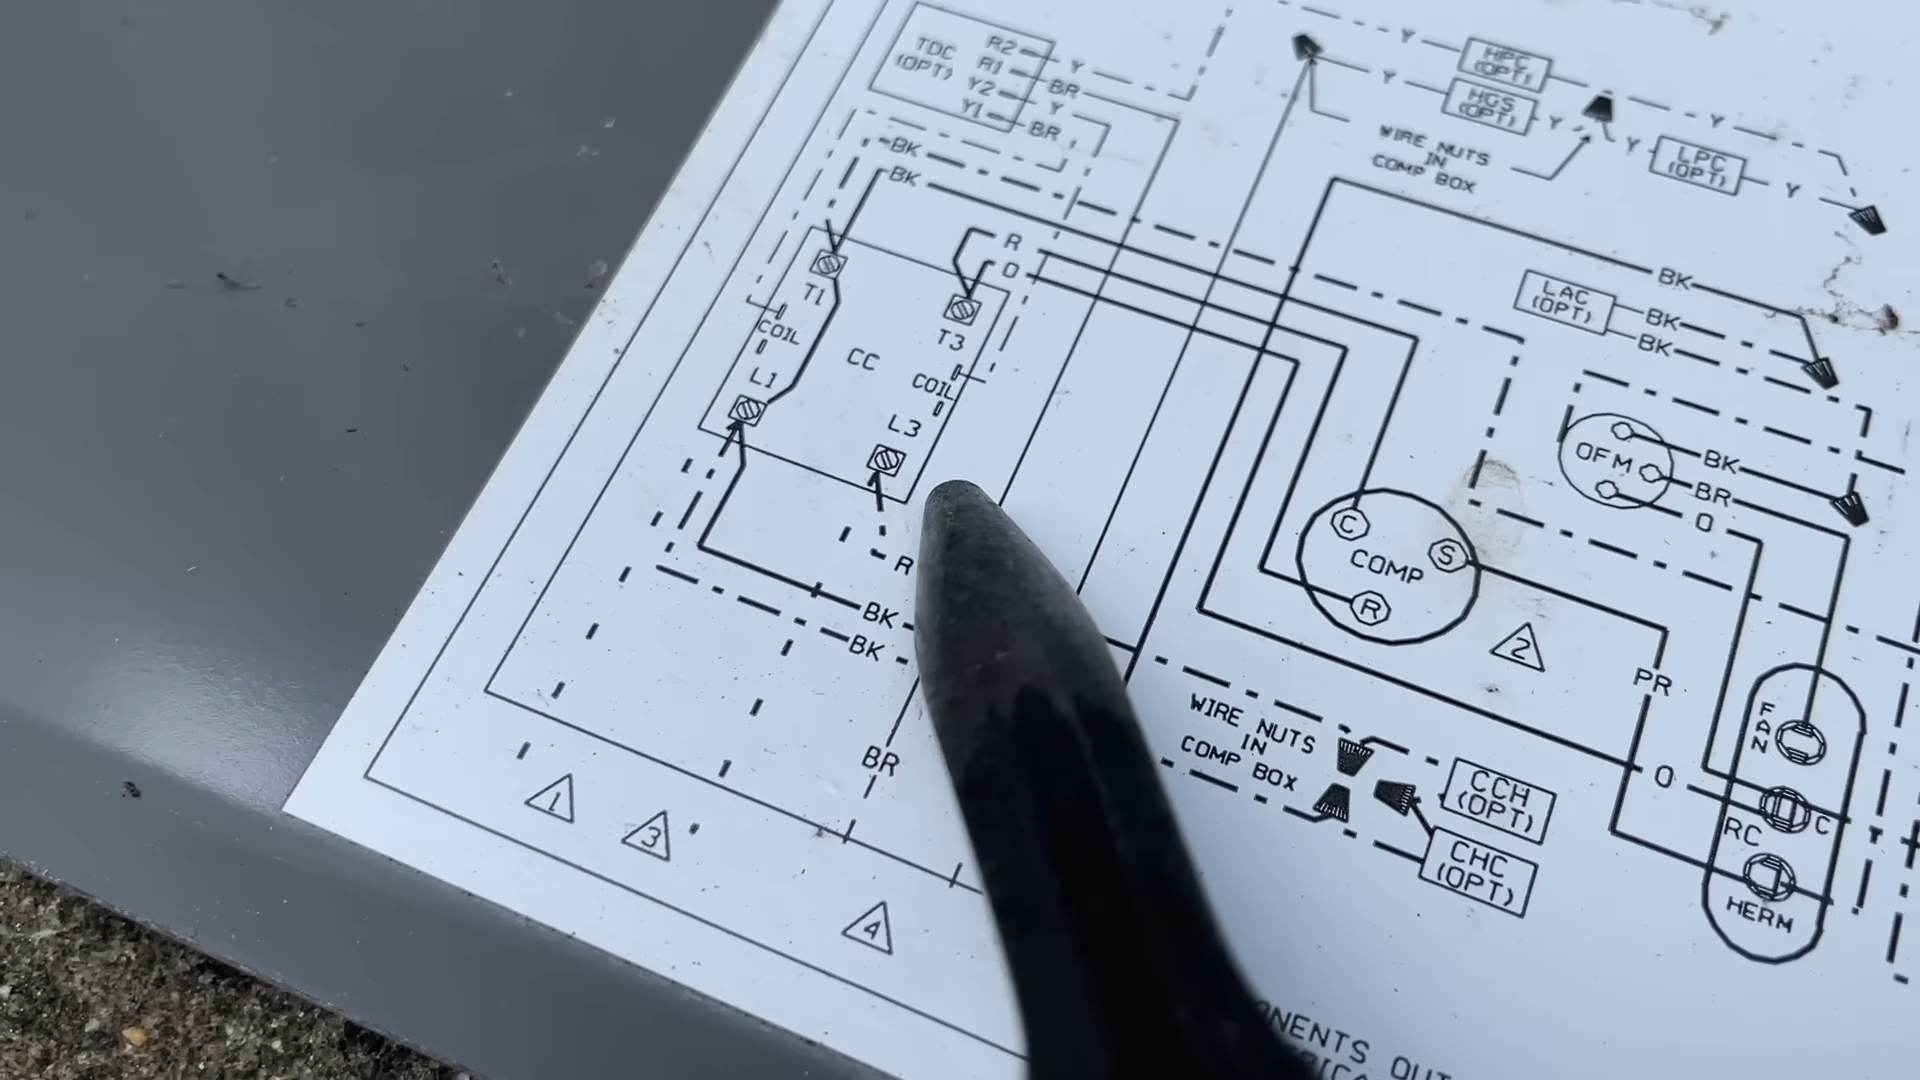 TDC
(OPT)
R2
R1
Y2
Y1
Y
BR
Y
BR
Y
HPC
(OPT)
Y
HGS
(OPT)
Y
Y
Y
LPC
(OPT)
Y
WIRE NUTS
IN
COMP BOX
BK
BK
R
O
T1
T3
COIL
CC
COIL
L1
L3
R
BK
BK
BR
BK
LAC
(OPT)
BK
BK
OFM
BK
BR
O
C
S
COMP
R
2
PR
WIRE NUTS
IN
COMP BOX
CCH
(OPT)
CHC
(OPT)
FAN
O
C
RC
HERM
1
3
4
ONENTS OUT